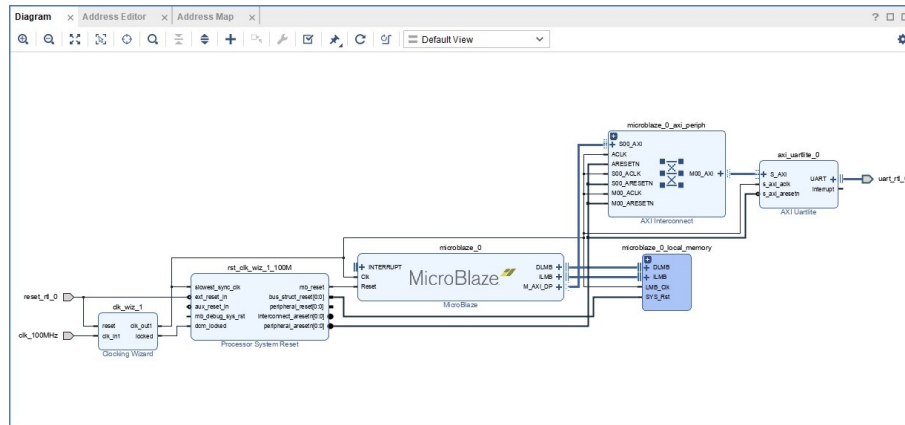 Diagram × Address Editor × Address Map × ?
Default View
microblaze_0_axi_periph
S00_AXI
ACLK
ARESETN
S00_ACLK
S00_ARESETN
M00_ACLK
M00_ARESETN
M00_AXI
AXI Interconnect
axi_uartlite_0
S_AXI
s_axi_aclk
s_axi_aresetn
UART
interrupt
AXI Uartlite
microblaze_0
INTERRUPT
Clk
Reset
MicroBlaze
DLMB
ILMB
M_AXI_DP
MicroBlaze
microblaze_0_local_memory
DLMB
ILMB
LMB_Clk
SYS_Rst
rst_clk_wiz_1_100M
slowest_sync_clk
ext_reset_in
aux_reset_in
mb_debug_sys_rst
dcm_locked
mb_reset
bus_struct_reset[0:0]
peripheral_reset[0:0]
interconnect_aresetn[0:0]
peripheral_aresetn[0:0]
Processor System Reset
reset_rtl_0
clk_100MHz
clk_wiz_1
reset
clk_in1
clk_out1
locked
Clocking Wizard